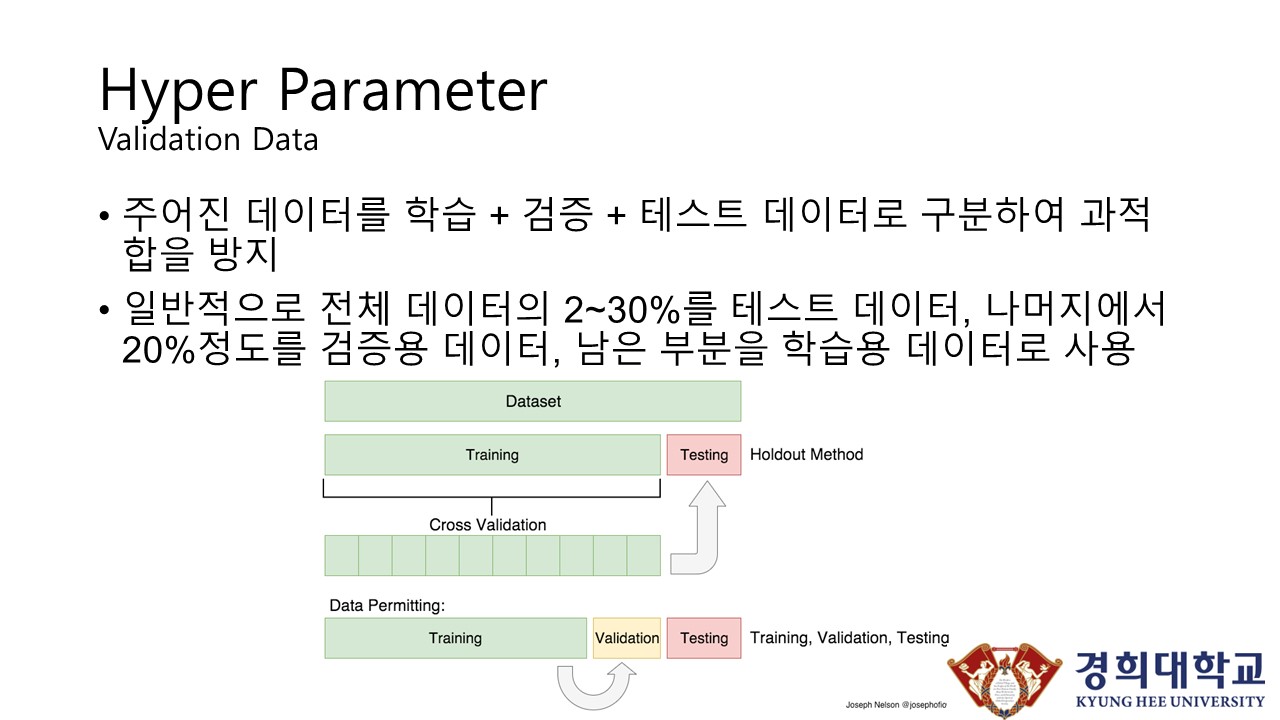 Hyper Parameter
Validation Data
• 주어진 데이터를 학습 + 검증 + 테스트 데이터로 구분하여 과적
합을 방지
• 일반적으로 전체 데이터의 2~30%를 테스트 데이터, 나머지에서
20%정도를 검증용 데이터, 남은 부분을 학습용 데이터로 사용
Dataset
Training Testing Holdout Method
Cross Validation
Data Permitting:
Training Validation Testing Training, Validation, Testing
Joseph Nelson @josephofio
경희대학교
KYUNG HEE UNIVERSITY